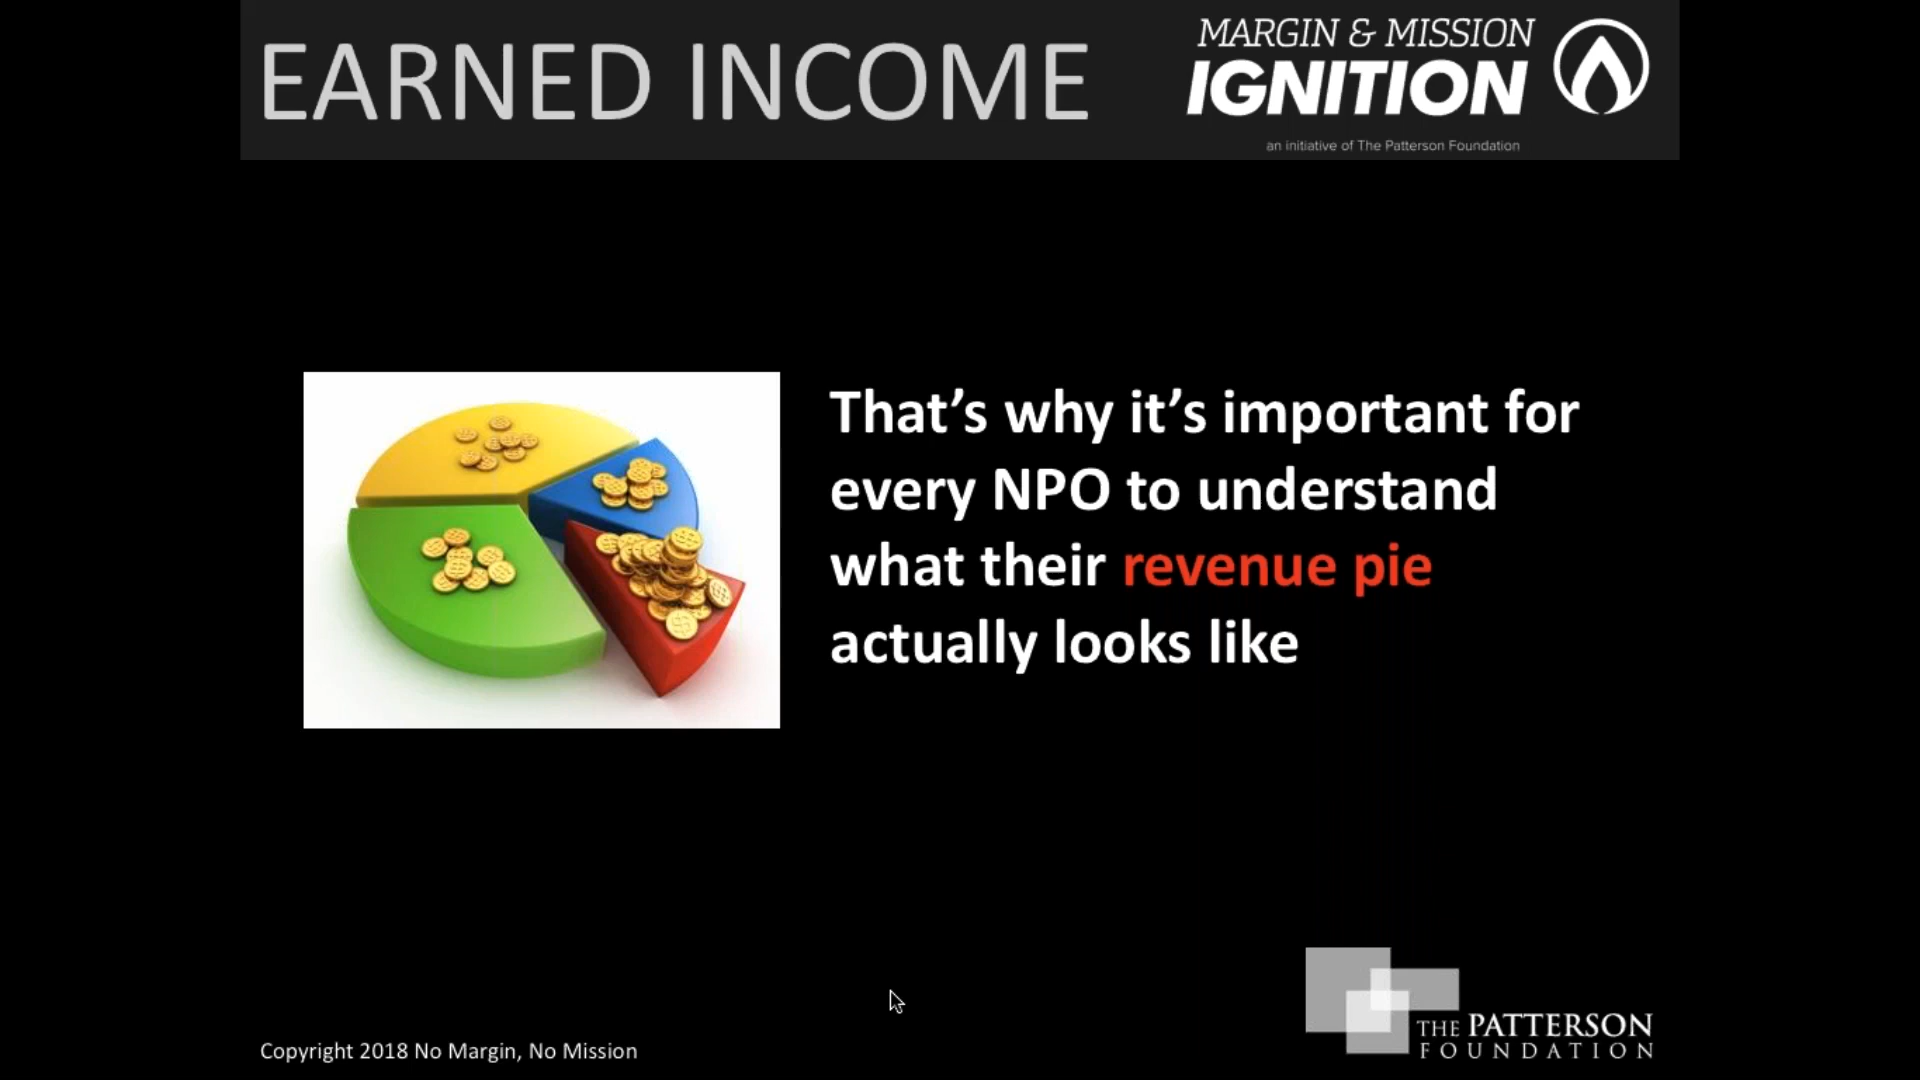 EARNED INCOME
MARGIN & MISSION
IGNITION
an initiative of The Patterson Foundation
That’s why it’s important for
every NPO to understand
what their revenue pie
actually looks like
THE PATTERSON
FOUNDATION
Copyright 2018 No Margin, No Mission